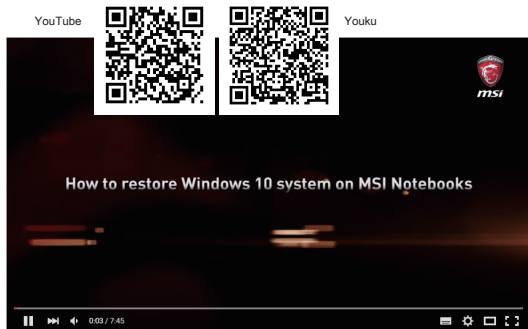 YouTube
Youku
msi
How to restore Windows 10 system on MSI Notebooks
0:03 / 7:45